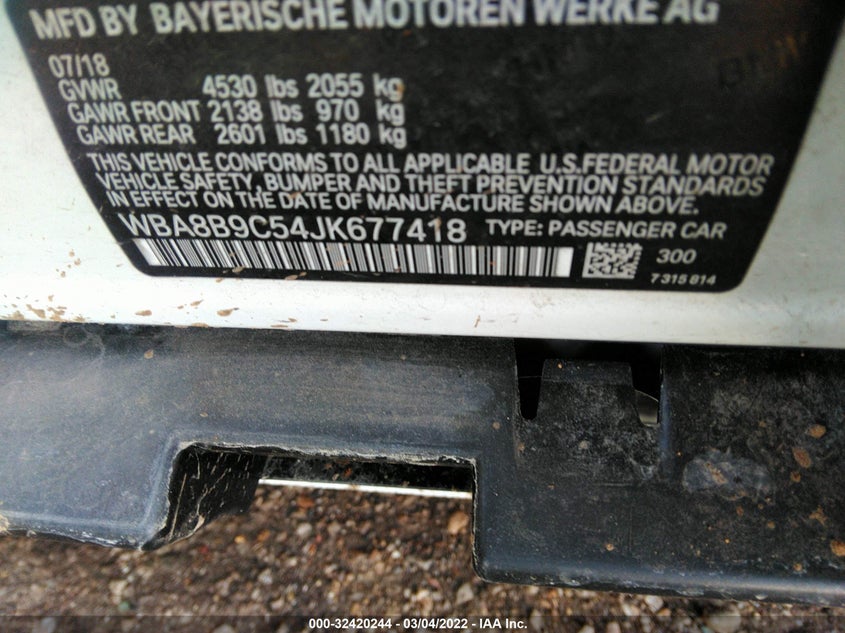 MFD BY BAYERISCHE MOTOREN WERKE AG
07/18
GVWR 4530 lbs 2055 kg
GAWR FRONT 2138 lbs 970 kg
GAWR REAR 2601 lbs 1180 kg
THIS VEHICLE CONFORMS TO ALL APPLICABLE U.S.FEDERAL MOTOR
VEHICLE SAFETY, BUMPER AND THEFT PREVENTION STANDARDS
IN EFFECT ON THE DATE OF MANUFACTURE SHOWN ABOVE.
WBA8B9C54JK677418 TYPE: PASSENGER CAR
300
7315814
000-32420244 - 03/04/2022 - IAA Inc.